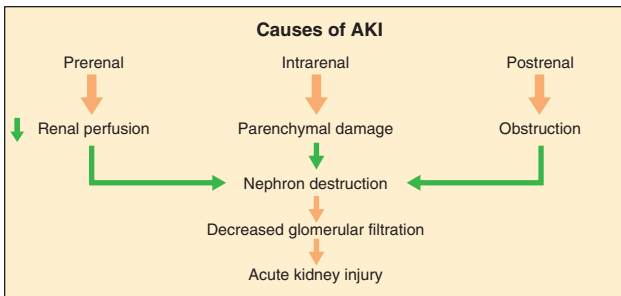 Causes of AKI
Prerenal Intrarenal Postrenal
Renal perfusion Parenchymal damage Obstruction
Nephron destruction
Decreased glomerular filtration
Acute kidney injury